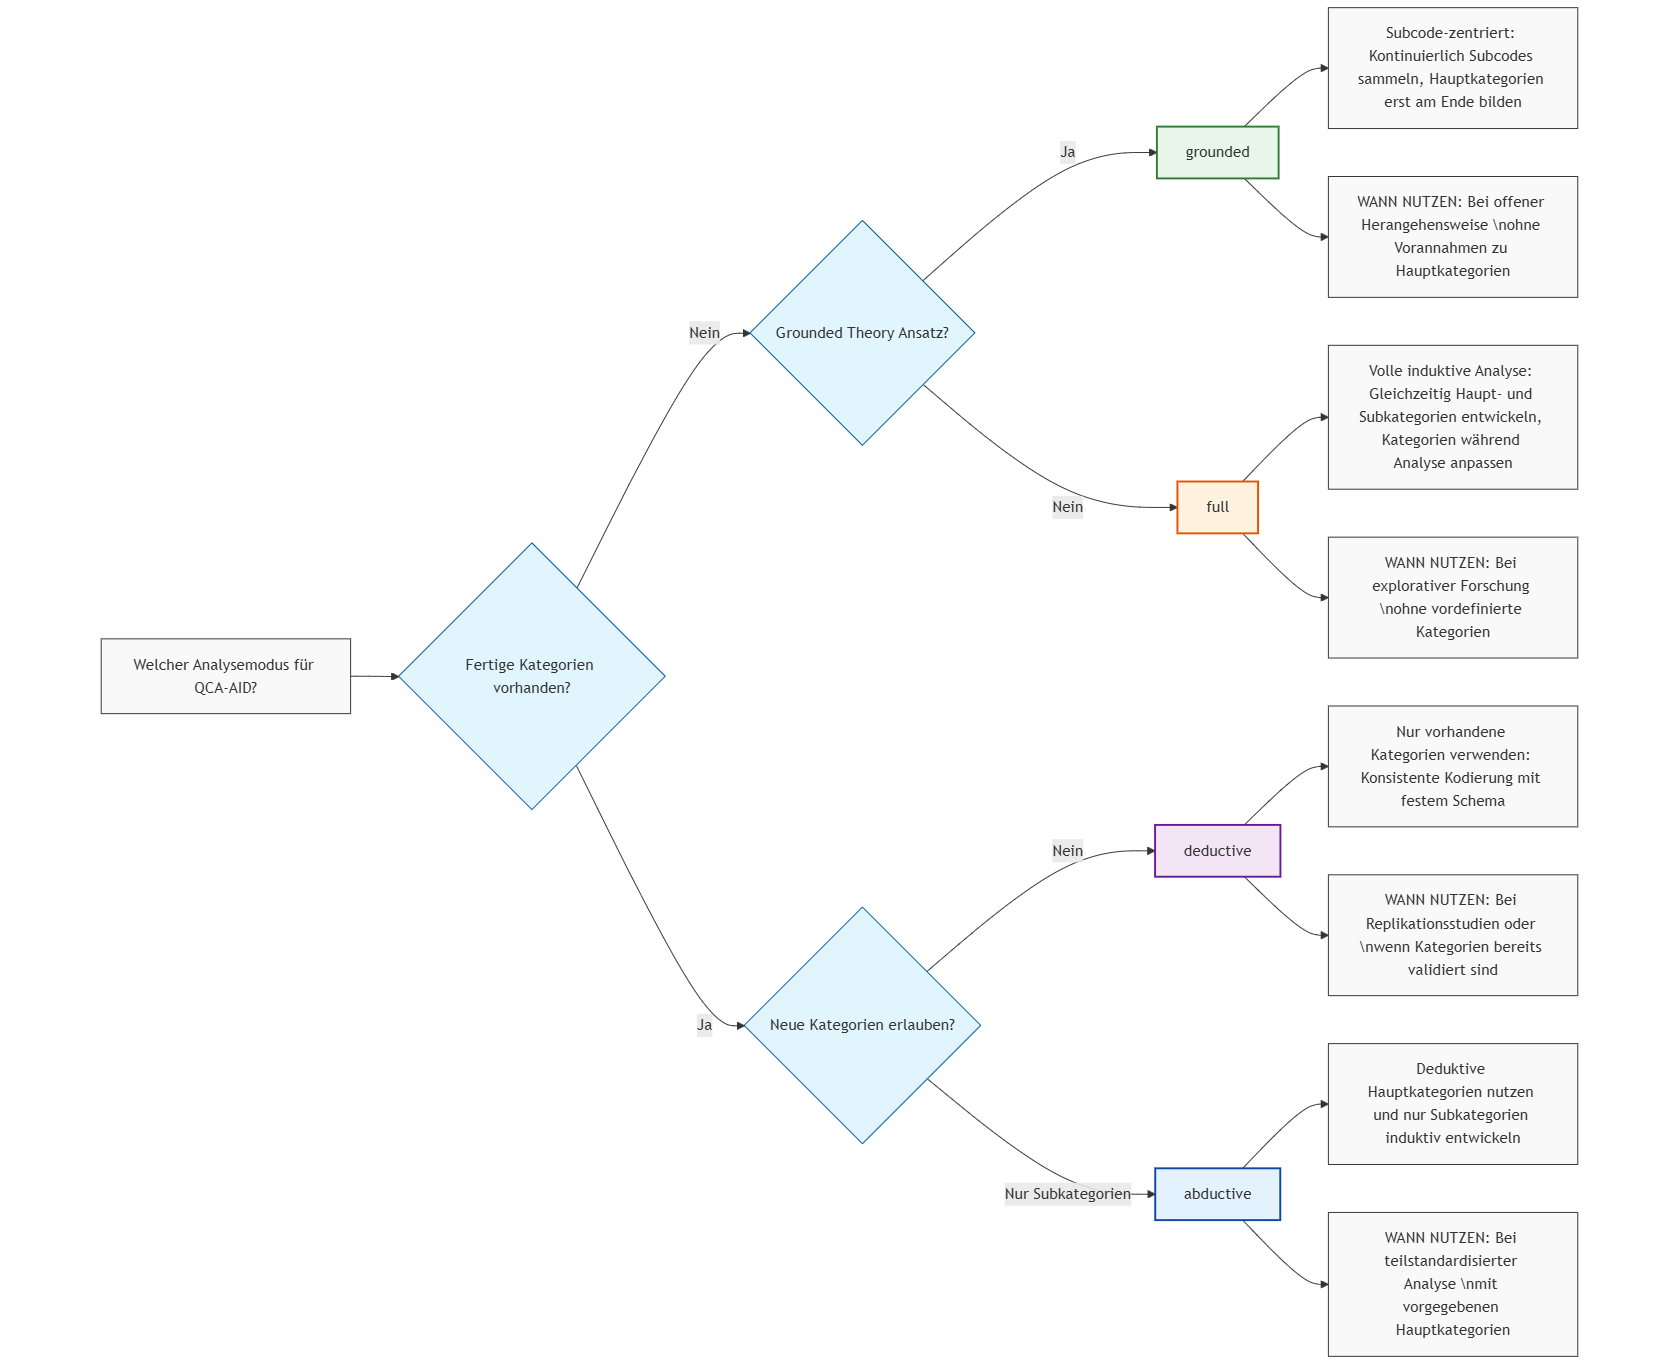 Welcher Analysemodus für
QCA-AID?
Fertige Kategorien
vorhanden?
Nein
Ja
Grounded Theory Ansatz?
Ja
Nein
Neue Kategorien erlauben?
Nein
Nur Subkategorien
grounded
full
deductive
abductive
Subcode-zentriert:
Kontinuierlich Subcodes
sammeln, Hauptkategorien
erst am Ende bilden
WANN NUTZEN: Bei offener
Herangehensweise \nohne
Vorannahmen zu
Hauptkategorien
Volle induktive Analyse:
Gleichzeitig Haupt- und
Subkategorien entwickeln,
Kategorien während
Analyse anpassen
WANN NUTZEN: Bei
explorativer Forschung
\nohne vordefinierte
Kategorien
Nur vorhandene
Kategorien verwenden:
Konsistente Kodierung mit
festem Schema
WANN NUTZEN: Bei
Replikationsstudien oder
\nwenn Kategorien bereits
validiert sind
Deduktive
Hauptkategorien nutzen
und nur Subkategorien
induktiv entwickeln
WANN NUTZEN: Bei
teilstandardisierter
Analyse \nmit
vorgegebenen
Hauptkategorien